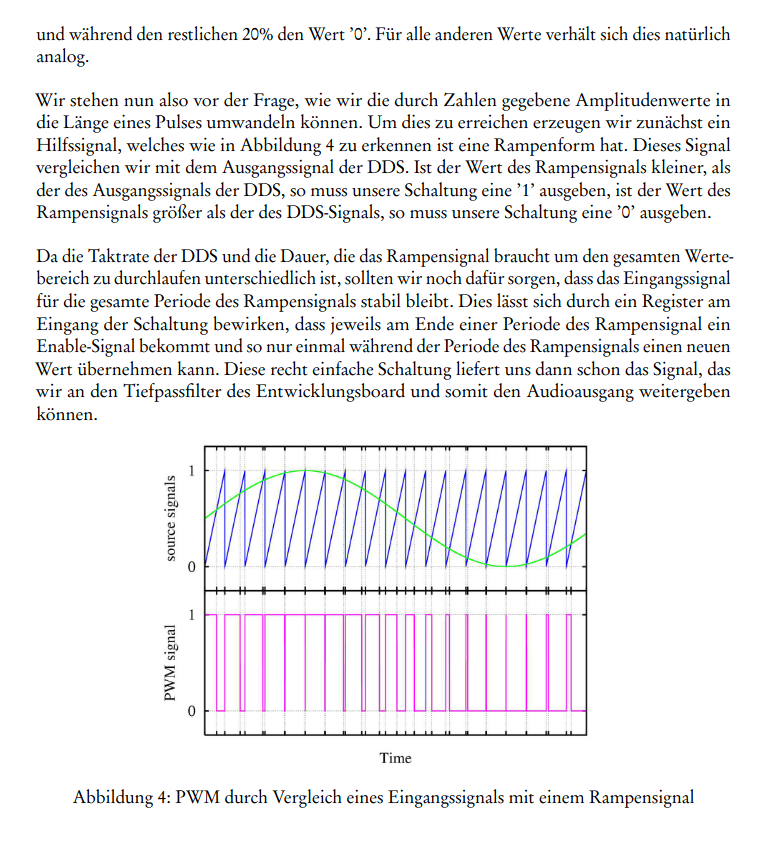 und während den restlichen 20% den Wert ’0’. Für alle anderen Werte verhält sich dies natürlich
analog.
Wir stehen nun also vor der Frage, wie wir die durch Zahlen gegebene Amplitudenwerte in
die Länge eines Pulses umwandeln können. Um dies zu erreichen erzeugen wir zunächst ein
Hilfssignal, welches wie in Abbildung 4 zu erkennen ist eine Rampenform hat. Dieses Signal
vergleichen wir mit dem Ausgangssignal der DDS. Ist der Wert des Rampensignals kleiner, als
der des Ausgangssignals der DDS, so muss unsere Schaltung eine ’1’ ausgeben, ist der Wert des
Rampensignals größer als der des DDS-Signals, so muss unsere Schaltung eine ’0’ ausgeben.
Da die Taktrate der DDS und die Dauer, die das Rampensignal braucht um den gesamten Werte-
bereich zu durchlaufen unterschiedlich ist, sollten wir noch dafür sorgen, dass das Eingangssignal
für die gesamte Periode des Rampensignals stabil bleibt. Dies lässt sich durch ein Register am
Eingang der Schaltung bewirken, dass jeweils am Ende einer Periode des Rampensignal ein
Enable-Signal bekommt und so nur einmal während der Periode des Rampensignals einen neuen
Wert übernehmen kann. Diese recht einfache Schaltung liefert uns dann schon das Signal, das
wir an den Tiefpassfilter des Entwicklungsboard und somit den Audioausgang weitergeben
können.
1
source signals
0
1
PWM signal
0
Time
Abbildung 4: PWM durch Vergleich eines Eingangssignals mit einem Rampensignal